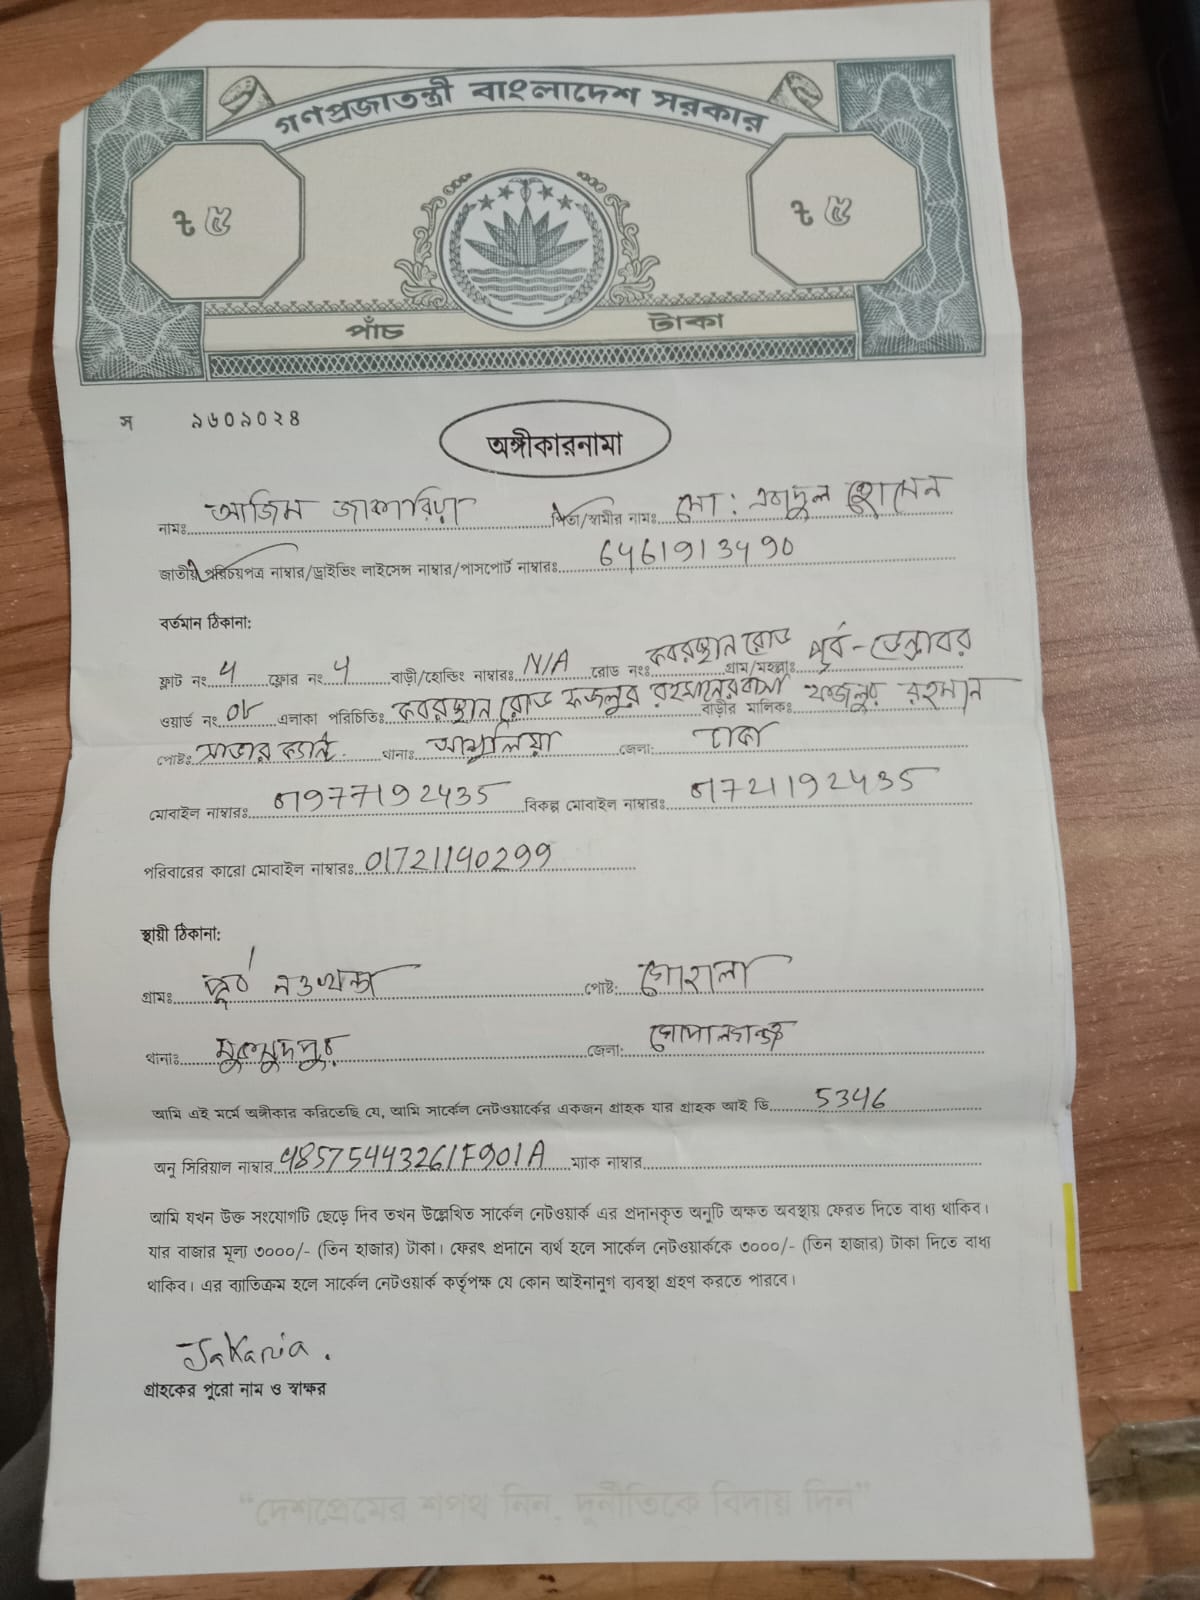 গণপ্রজাতন্ত্রী বাংলাদেশ সরকার
৳ ৫ ৳ ৫
পাঁচ টাকা
স ৯৬০৯০২৪
অঙ্গীকারনামা
নামঃ আজিম জাকারিয়া পিতা/স্বামীর নামঃ মো: এমদুল হোসেন
জাতীয় পরিচয়পত্র নাম্বার/ড্রাইভিং লাইসেন্স নাম্বার/পাসপোর্ট নাম্বারঃ 6461913490
বর্তমান ঠিকানা:
ফ্লাট নং 4 ফ্লোর নং 4 বাড়ী/হোল্ডিং নাম্বারঃ N/A রোড নংঃ কবরস্থান রোড গ্রাম/মহল্লাঃ পূর্ব-ডেন্ডাবর
ওয়ার্ড নং 08 এলাকা পরিচিতিঃ কবরস্থান রোড ফজলুর রহমানের বাসা বাড়ীর মালিকঃ ফজলুর রহমান
পোষ্টঃ সাভার ক্যান্ট. থানাঃ আশুলিয়া জেলা: ঢাকা
মোবাইল নাম্বারঃ 01977192435 বিকল্প মোবাইল নাম্বারঃ 01721192435
পরিবারের কারো মোবাইল নাম্বারঃ 01721140299
স্থায়ী ঠিকানা:
গ্রামঃ পূর্ব নওখন্ডা পোষ্ট: গোহালা
থানাঃ মুকসুদপুর জেলা: গোপালগঞ্জ
আমি এই মর্মে অঙ্গীকার করিতেছি যে, আমি সার্কেল নেটওয়ার্কের একজন গ্রাহক যার গ্রাহক আই ডি 5346
অনু সিরিয়াল নাম্বার 485754443261F901A ম্যাক নাম্বার
আমি যখন উক্ত সংযোগটি ছেড়ে দিব তখন উল্লেখিত সার্কেল নেটওয়ার্ক এর প্রদানকৃত অনুটি অক্ষত অবস্থায় ফেরত দিতে বাধ্য থাকিব।
যার বাজার মূল্য ৩০০০/- (তিন হাজার) টাকা। ফেরৎ প্রদানে ব্যর্থ হলে সার্কেল নেটওয়ার্ককে ৩০০০/- (তিন হাজার) টাকা দিতে বাধ্য
থাকিব। এর ব্যাতিক্রম হলে সার্কেল নেটওয়ার্ক কর্তৃপক্ষ যে কোন আইনানুগ ব্যবস্থা গ্রহণ করতে পারবে।
Jakaria.
গ্রাহকের পুরো নাম ও স্বাক্ষর
“দেশপ্রেমের শপথ নিন, দুর্নীতিকে বিদায় দিন”